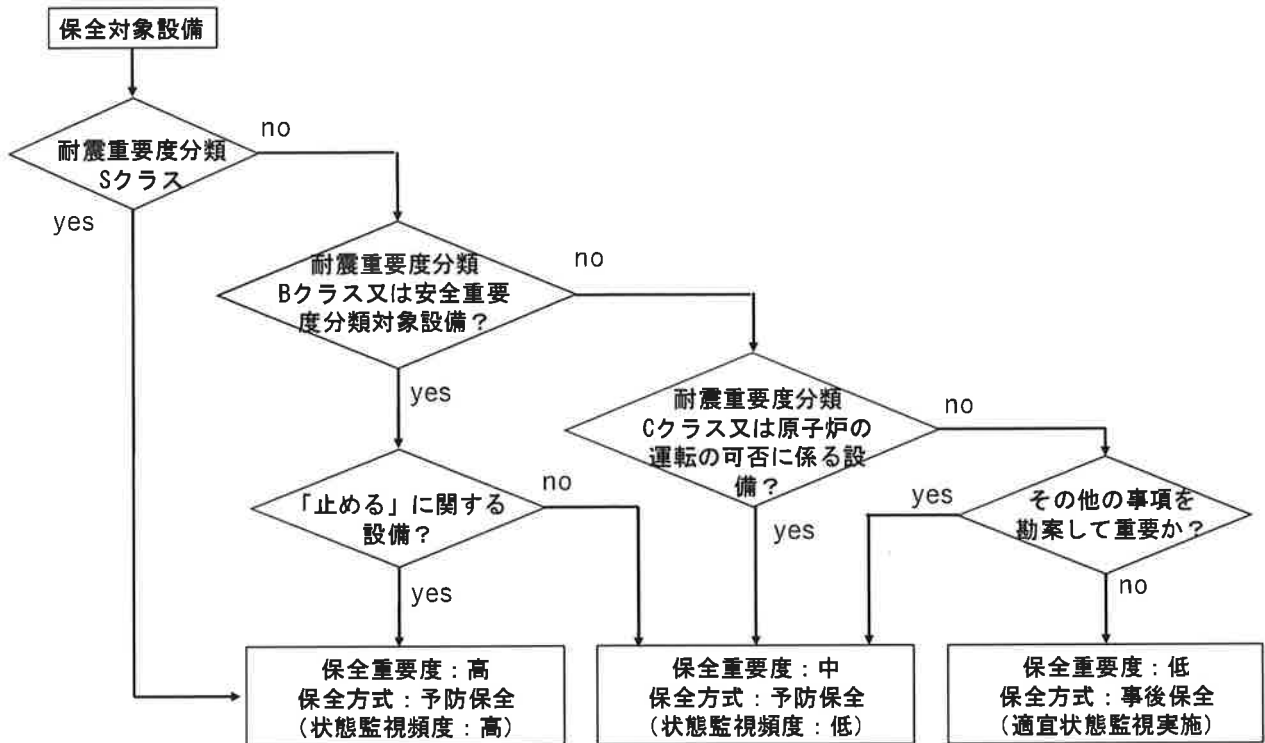 保全対象設備
耐震重要度分類
Sクラス
no
yes
耐震重要度分類
Bクラス又は安全重要
度分類対象設備？
no
yes
耐震重要度分類
Cクラス又は原子炉の
運転の可否に係る設
備？
no
yes
「止める」に関する
設備？
no
yes
その他の事項を
勘案して重要か？
yes
no
保全重要度：高
保全方式：予防保全
（状態監視頻度：高）
保全重要度：中
保全方式：予防保全
（状態監視頻度：低）
保全重要度：低
保全方式：事後保全
（適宜状態監視実施）